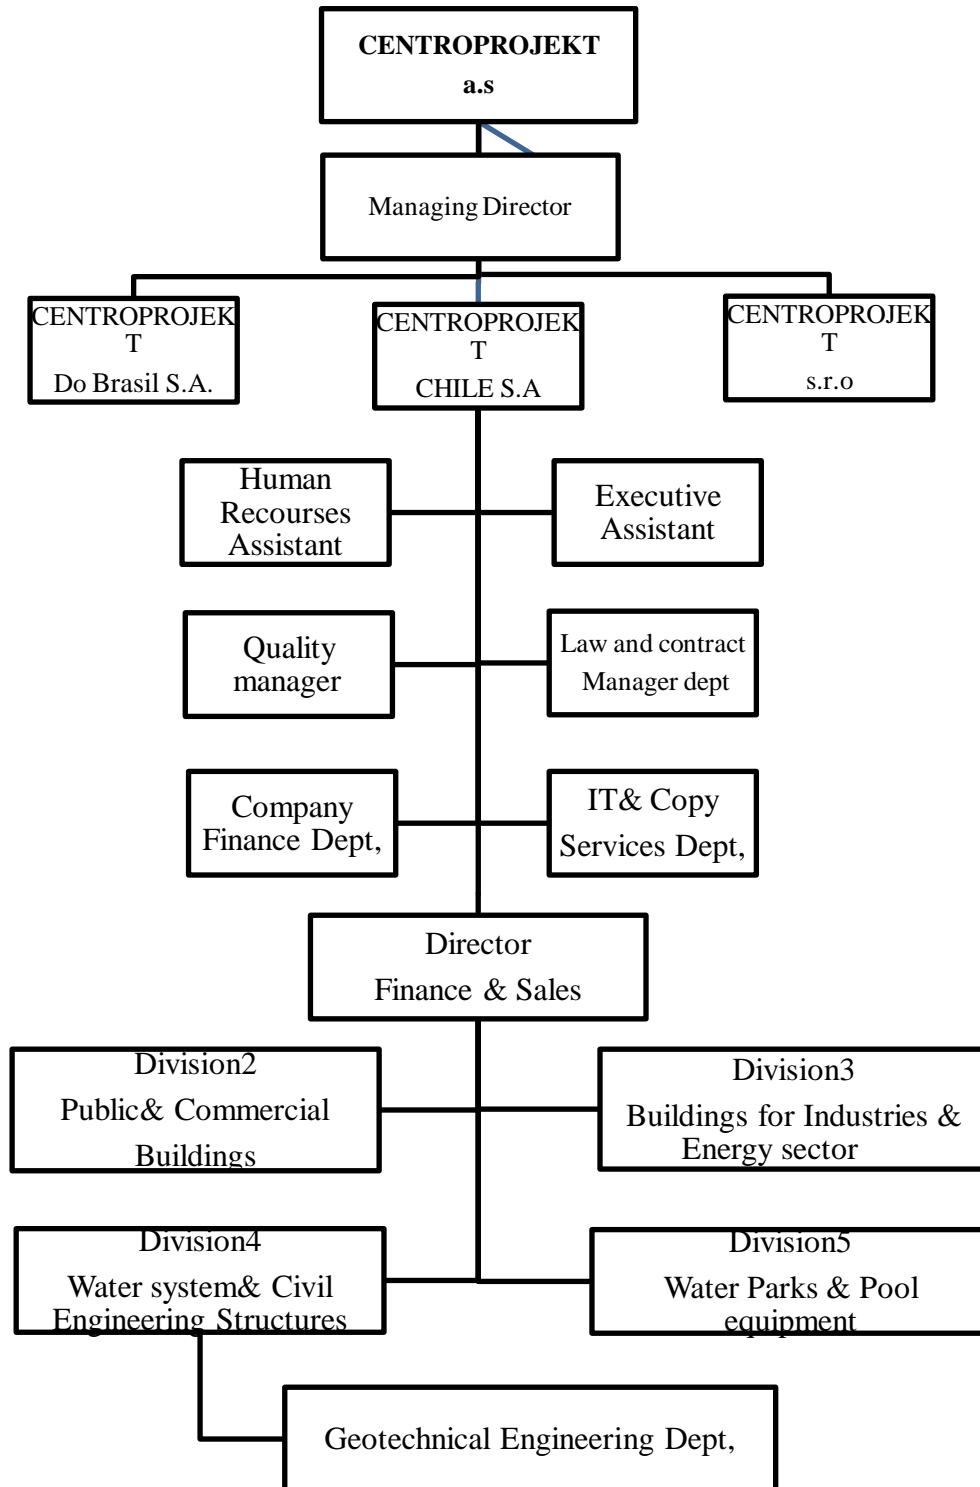 CENTROPROJEKT
a.s
Managing Director
CENTROPROJEK
T
Do Brasil S.A.
CENTROPROJEK
T
CHILE S.A
CENTROPROJEK
T
s.r.o
Human
Recourses
Assistant
Executive
Assistant
Quality
manager
Law and contract
Manager dept
Company
Finance Dept,
IT& Copy
Services Dept,
Director
Finance & Sales
Division2
Public& Commercial
Buildings
Division3
Buildings for Industries &
Energy sector
Division4
Water system& Civil
Engineering Structures
Division5
Water Parks & Pool
equipment
Geotechnical Engineering Dept,